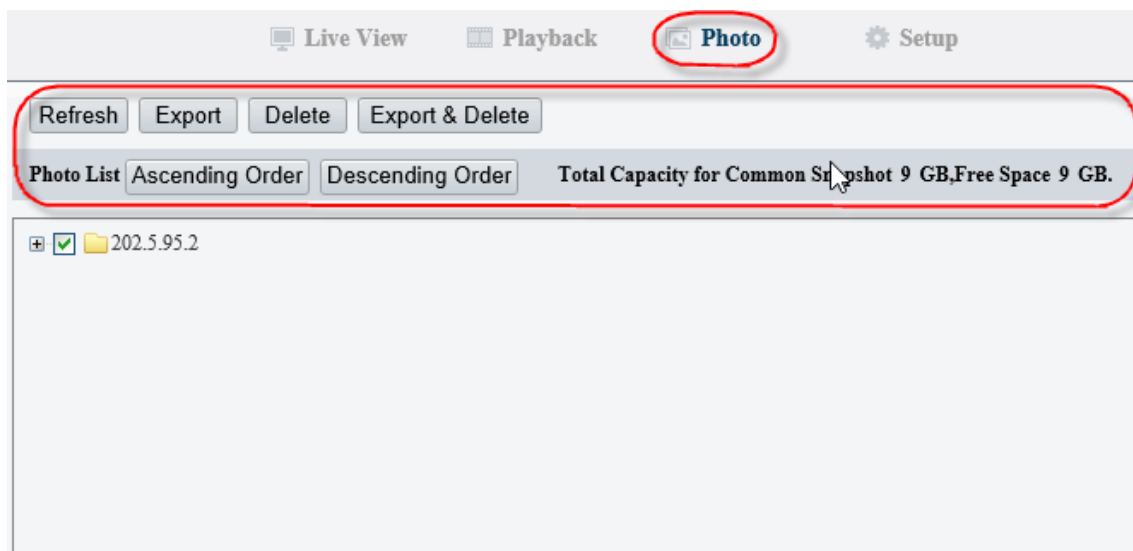 Live View Playback Photo Setup
Refresh Export Delete Export & Delete
Photo List Ascending Order Descending Order Total Capacity for Common Snapshot 9 GB,Free Space 9 GB.
202.5.95.2